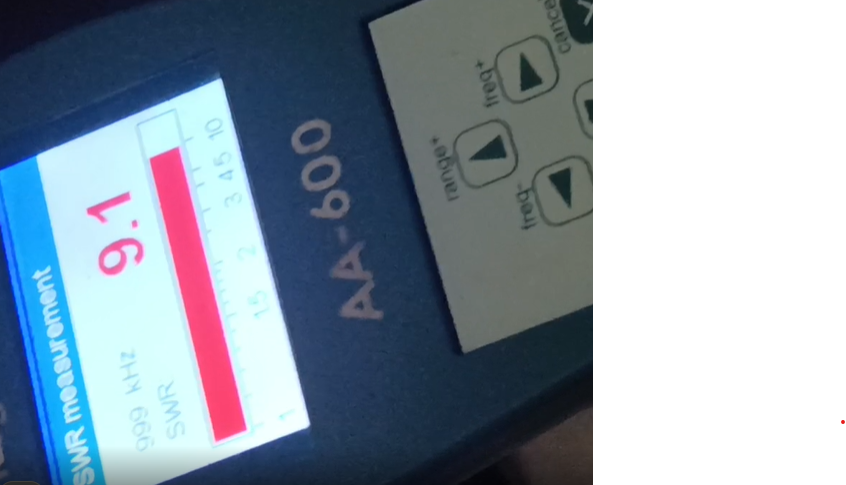 SWR measurement
999 kHz
SWR 9.1
1 1.5 2 3 4 5 10
AA-600
range+
freq- freq+
cancel